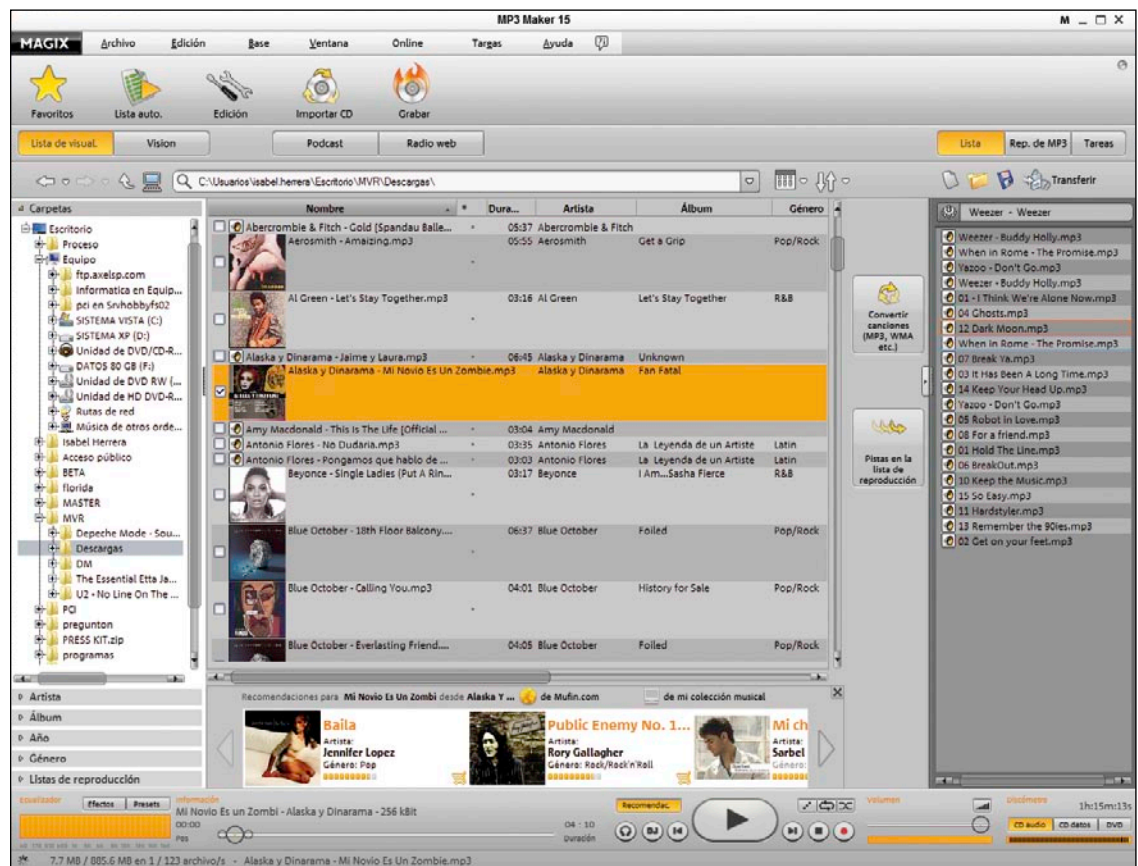 MP3 Maker 15
MAGIX Archivo Edición Base Ventana Online Targas Ayuda
Favoritos Lista auto. Edición Importar CD Grabar
Lista de visual. Vision Podcast Radio web Lista Rep. de MP3 Tareas
C:\Usuarios\isabel.herrera\Escritorio\MVR\Descargas\ Transferir
Carpetas
Escritorio
Proceso
Equipo
ftp.axelsp.com
Informatica en Equip...
pci en Srvhobbyfs02
SISTEMA VISTA (C:)
SISTEMA XP (D:)
Unidad de DVD/CD-R...
DATOS 80 GB (F:)
Unidad de DVD RW (...
Unidad de HD DVD-R...
Rutas de red
Música de otros orde...
Isabel Herrera
Acceso público
BETA
florida
MASTER
MVR
Depeche Mode - Sou...
Descargas
DM
The Essential Etta Ja...
U2 - No Line On The ...
PCI
pregunton
PRESS KIT.zip
programas
Artista
Álbum
Año
Género
Listas de reproducción
Nombre * Dura... Artista Álbum Género
Abercrombie & Fitch - Gold [Spandau Balle... 05:37 Abercrombie & Fitch
Aerosmith - Amaizing.mp3 05:55 Aerosmith Get a Grip Pop/Rock
Al Green - Let's Stay Together.mp3 03:16 Al Green Let's Stay Together R&B
Alaska y Dinarama - Jaime y Laura.mp3 06:45 Alaska y Dinarama Unknown
Alaska y Dinarama - Mi Novio Es Un Zombie.mp3 Alaska y Dinarama Fan Fatal
Amy Macdonald - This Is The Life [Official ... 03:04 Amy Macdonald
Antonio Flores - No Dudaria.mp3 03:35 Antonio Flores La Leyenda de un Artiste Latin
Antonio Flores - Pongamos que hablo de ... 03:03 Antonio Flores La Leyenda de un Artiste Latin
Beyonce - Single Ladies (Put A Rin... 03:17 Beyonce I Am...Sasha Fierce R&B
Blue October - 18th Floor Balcony.... 06:37 Blue October Foiled Pop/Rock
Blue October - Calling You.mp3 04:01 Blue October History for Sale Pop/Rock
Blue October - Everlasting Friend.... 04:05 Blue October Foiled Pop/Rock
Convertir
canciones
(MP3, WMA
etc.)
Pistas en la
lista de
reproducción
Weezer - Weezer
Weezer - Buddy Holly.mp3
When in Rome - The Promise.mp3
Yazoo - Don't Go.mp3
Weezer - Buddy Holly.mp3
01 - I Think We're Alone Now.mp3
04 Ghosts.mp3
12 Dark Moon.mp3
When in Rome - The Promise.mp3
07 Break Ya.mp3
03 It Has Been A Long Time.mp3
14 Keep Your Head Up.mp3
Yazoo - Don't Go.mp3
05 Robot in Love.mp3
08 For a friend.mp3
01 Hold The Line.mp3
06 BreakOut.mp3
10 Keep the Music.mp3
15 So Easy.mp3
11 Hardstyler.mp3
13 Remember the 90ies.mp3
02 Get on your feet.mp3
Recomendaciones para Mi Novio Es Un Zombi desde Alaska Y ... de Mufin.com de mi colección musical
Baila
Artista:
Jennifer Lopez
Género: Pop
Public Enemy No. 1...
Artista:
Rory Gallagher
Género: Rock/Rock'n'Roll
Mi ch
Artista:
Sarbel
Género:
Ecualizador Efectos Presets
Información
Mi Novio Es un Zombi - Alaska y Dinarama - 256 kBit
00:00
Pos
04 : 10
Duración
Recomendac.
DJ
Volumen
Discómetro 1h:15m:13s
CD audio CD datos DVD
7.7 MB / 885.6 MB en 1 / 123 archivo/s - Alaska y Dinarama - Mi Novio Es Un Zombie.mp3